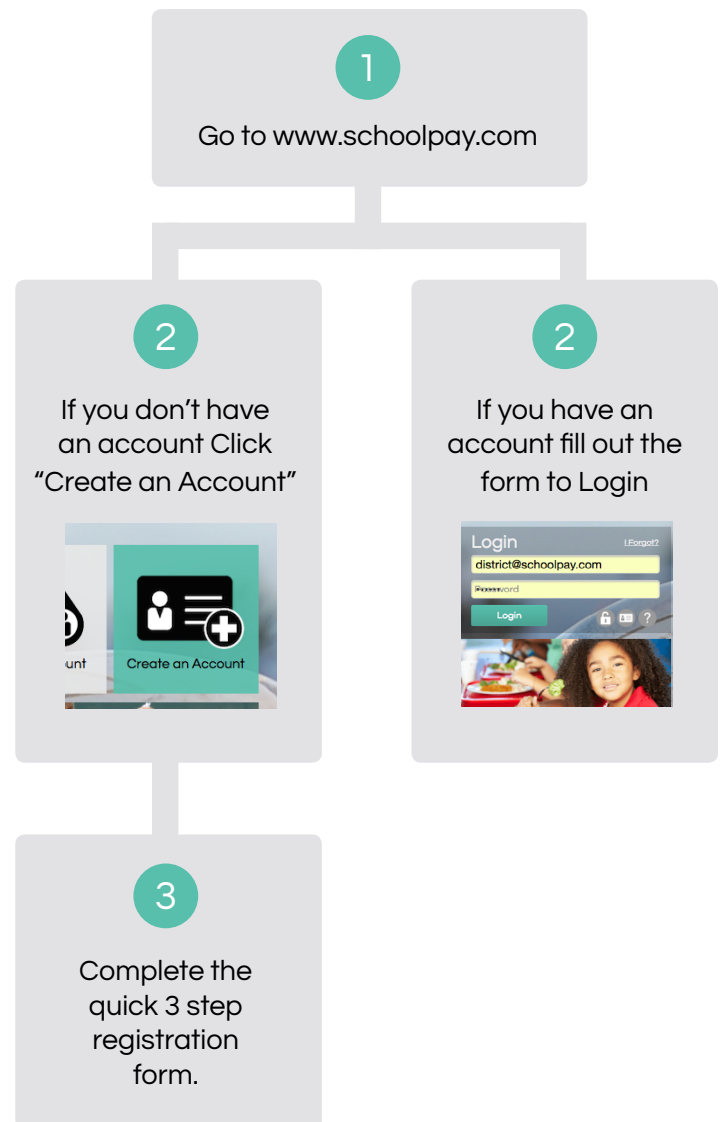 1
Go to www.schoolpay.com
2
If you don’t have
an account Click
“Create an Account”
unt
Create an Account
2
If you have an
account fill out the
form to Login
Login
I Forgot?
district@schoolpay.com
Login
?
3
Complete the
quick 3 step
registration
form.